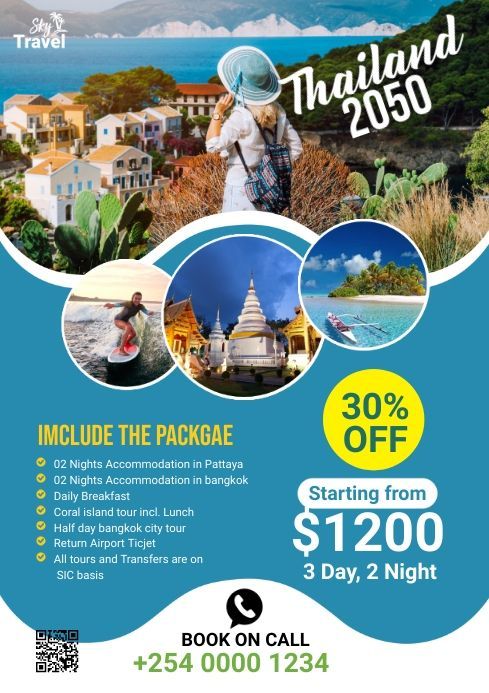 Sky
Travel
Thailand
2050
30%
OFF
IMCLUDE THE PACKGAE
02 Nights Accommodation in Pattaya
02 Nights Accommodation in bangkok
Daily Breakfast
Coral island tour incl. Lunch
Half day bangkok city tour
Return Airport Ticjet
All tours and Transfers are on
SIC basis
Starting from
$1200
3 Day, 2 Night
BOOK ON CALL
+254 0000 1234